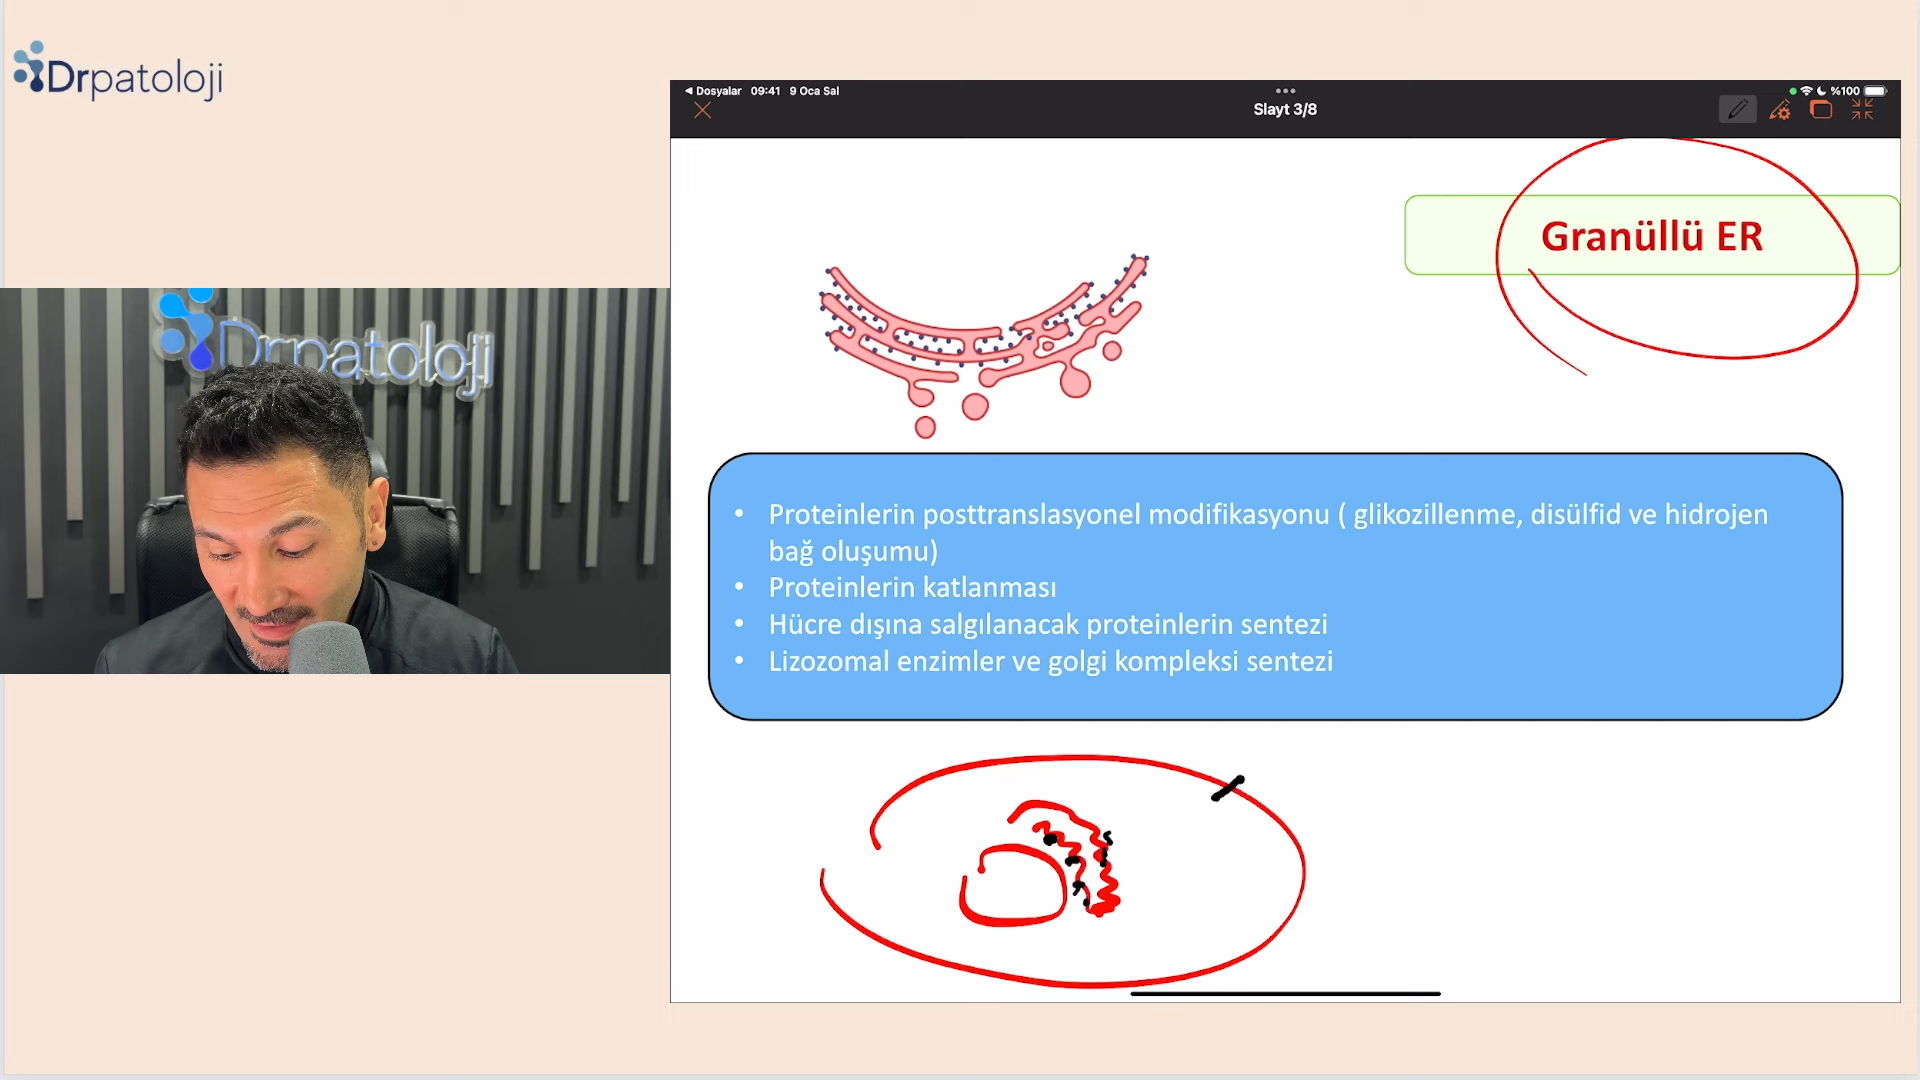 Drpatoloji
Dosyalar 09:41 9 Oca Sal
%100
Slayt 3/8
Granüllü ER
Drpatoloji
• Proteinlerin posttranslasyonel modifikasyonu ( glikozillenme, disülfid ve hidrojen
bağ oluşumu)
• Proteinlerin katlanması
• Hücre dışına salgılanacak proteinlerin sentezi
• Lizozomal enzimler ve golgi kompleksi sentezi